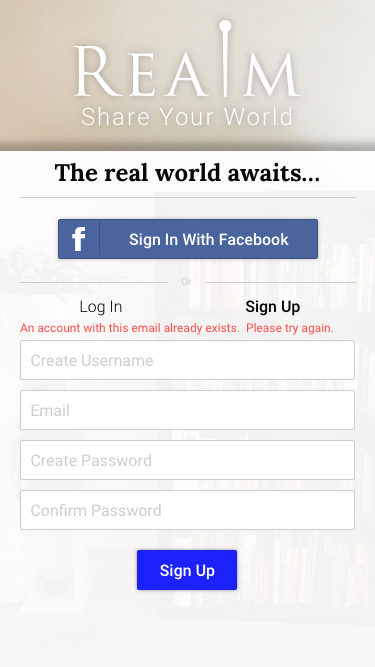 Realm
Share Your World
The real world awaits...
f Sign In With Facebook
Or
Log In Sign Up
An account with this email already exists. Please try again.
Create Username
Email
Create Password
Confirm Password
Sign Up